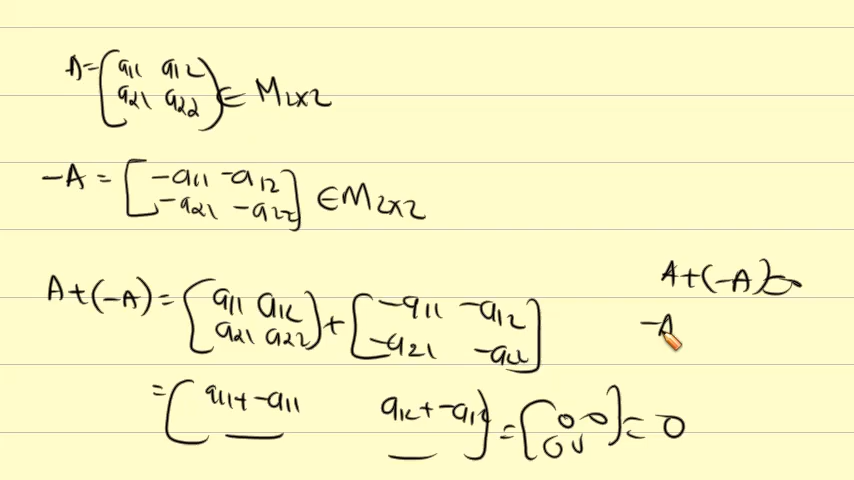 A = [a11 a12
a21 a22] ∈ M2x2
-A = [-a11 -a12
-a21 -a22] ∈ M2x2
A+(-A) = [a11 a12
a21 a22] + [-a11 -a12
-a21 -a22]
A+(-A)=0
-A
= [a11+-a11 a12+-a12] = [0 0
0 0] = 0